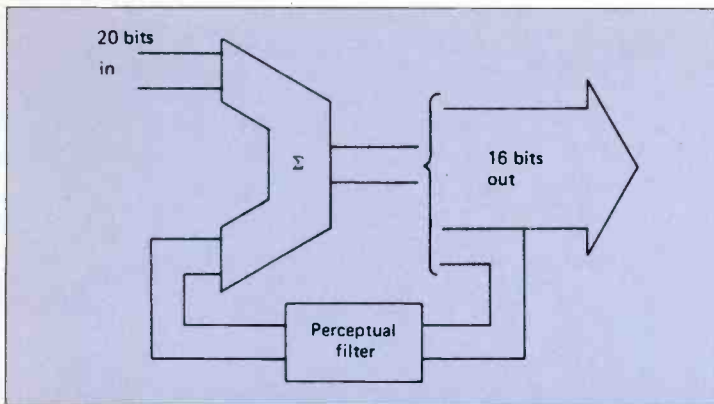 20 bits
in
Σ
16 bits
out
Perceptual
filter